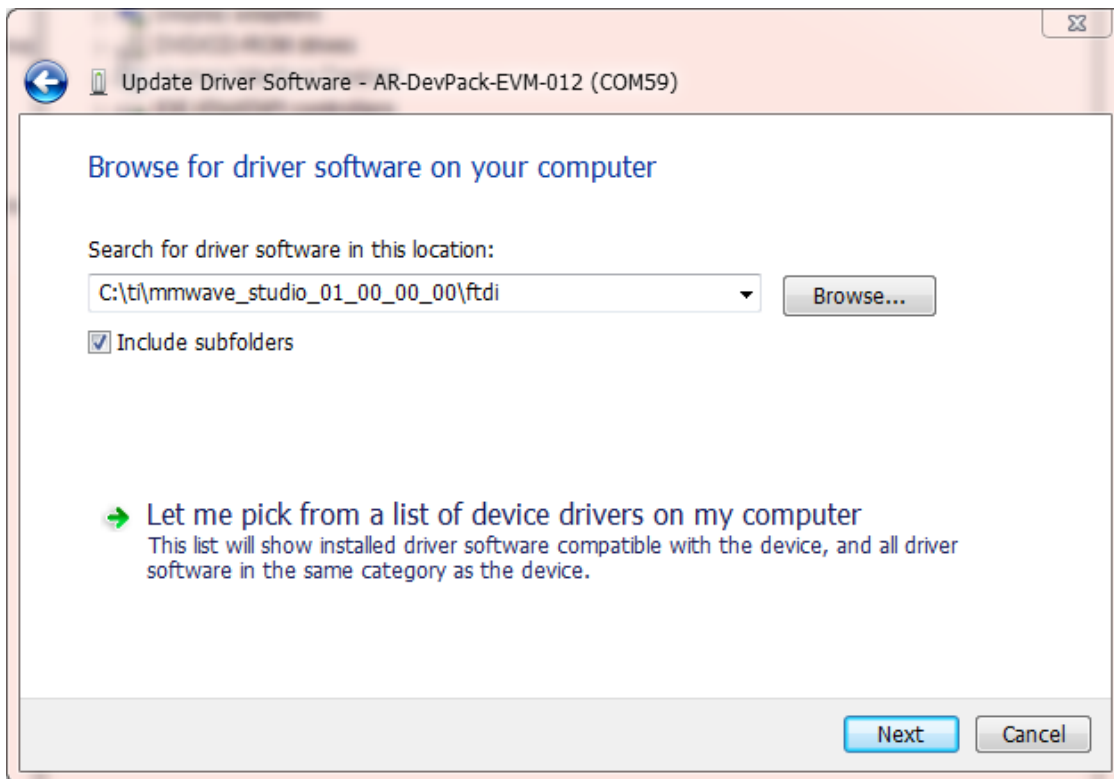 Update Driver Software - AR-DevPack-EVM-012 (COM59)
Browse for driver software on your computer
Search for driver software in this location:
C:\ti\mmwave_studio_01_00_00_00\ftdi
Browse...
Include subfolders
Let me pick from a list of device drivers on my computer
This list will show installed driver software compatible with the device, and all driver
software in the same category as the device.
Next
Cancel